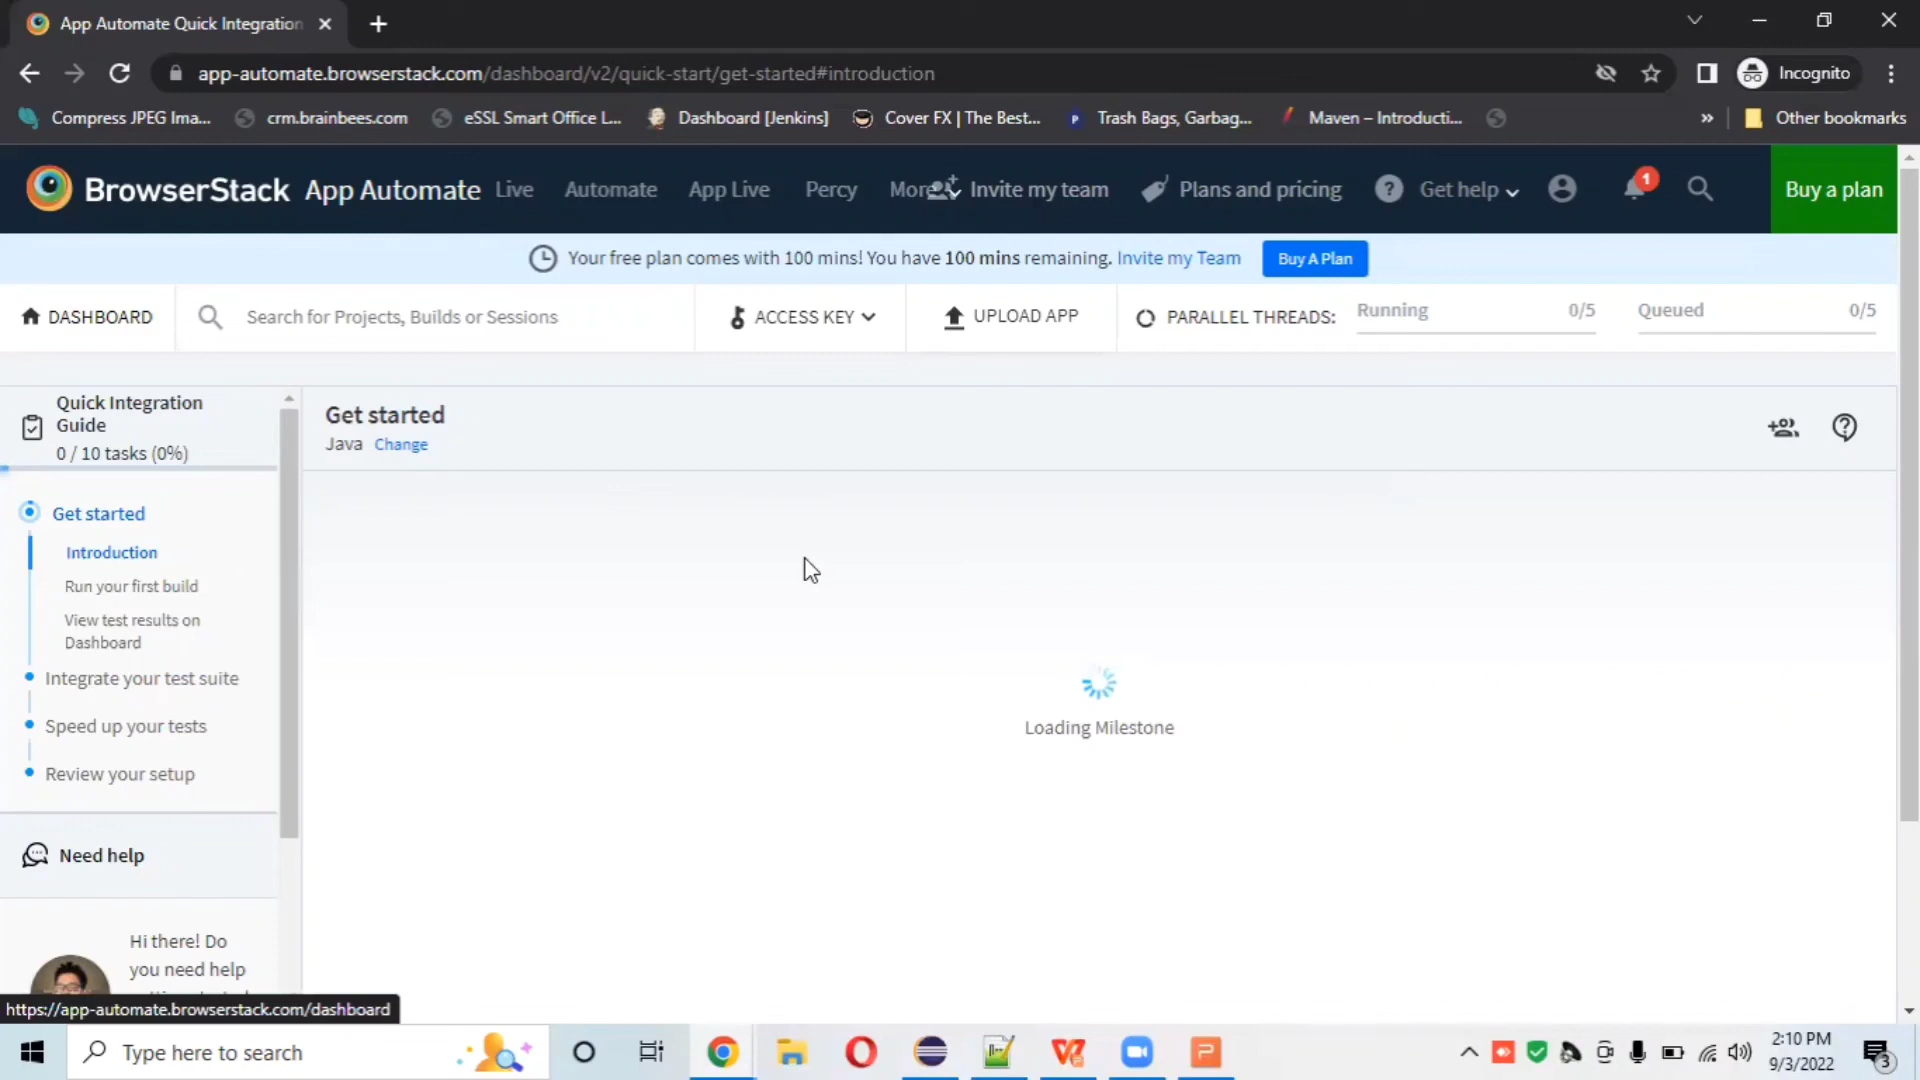 App Automate Quick Integration
app-automate.browserstack.com/dashboard/v2/quick-start/get-started#introduction
Incognito
Compress JPEG Ima...
crm.brainbees.com
eSSL Smart Office L...
Dashboard [Jenkins]
Cover FX | The Best...
Trash Bags, Garbag...
Maven – Introducti...
»
Other bookmarks
BrowserStack App Automate
Live
Automate
App Live
Percy
More
Invite my team
Plans and pricing
Get help
1
Buy a plan
Your free plan comes with 100 mins! You have 100 mins remaining. Invite my Team
Buy A Plan
DASHBOARD
Search for Projects, Builds or Sessions
ACCESS KEY
UPLOAD APP
PARALLEL THREADS:
Running 0/5
Queued 0/5
Quick Integration
Guide
0 / 10 tasks (0%)
Get started
Java Change
Get started
Introduction
Run your first build
View test results on
Dashboard
Integrate your test suite
Speed up your tests
Review your setup
Loading Milestone
Need help
Hi there! Do
you need help
https://app-automate.browserstack.com/dashboard
Type here to search
2:10 PM
9/3/2022
3